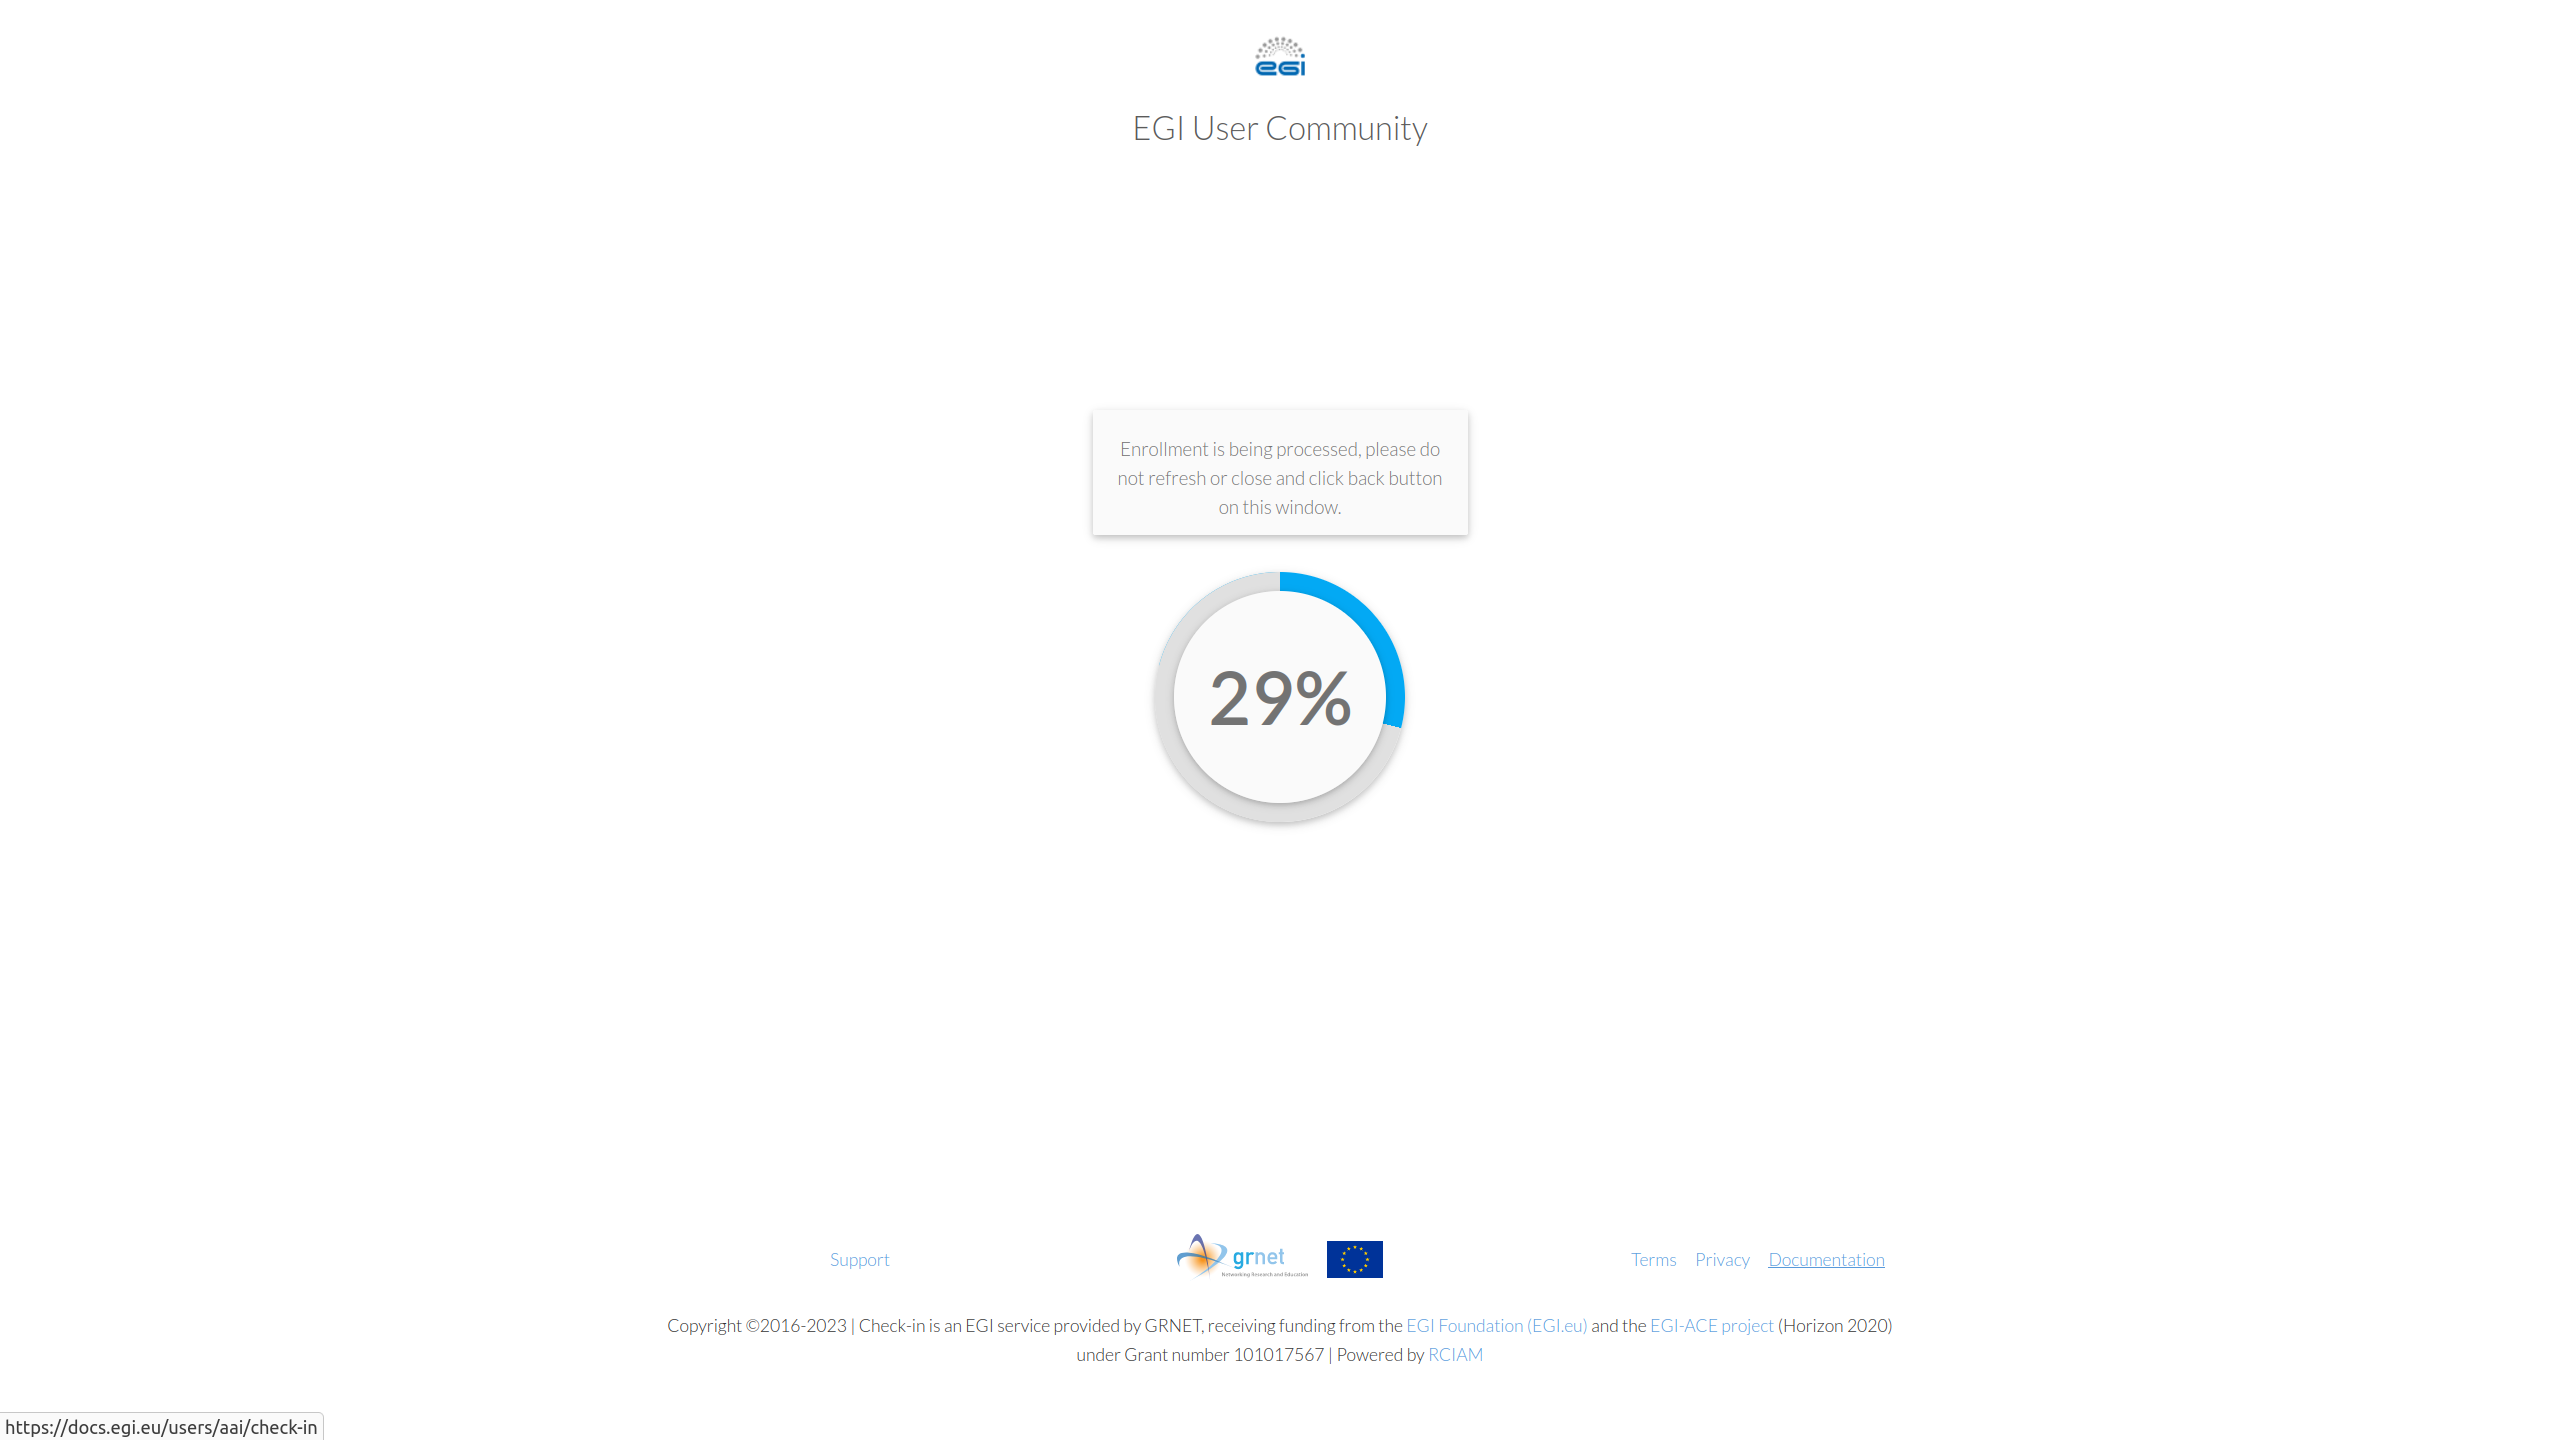 egi
EGI User Community
Enrollment is being processed, please do
not refresh or close and click back button
on this window.
29%
Support
grnet
Networking Research and Education
Terms Privacy Documentation
Copyright ©2016-2023 | Check-in is an EGI service provided by GRNET, receiving funding from the EGI Foundation (EGI.eu) and the EGI-ACE project (Horizon 2020)
under Grant number 101017567 | Powered by RCIAM
https://docs.egi.eu/users/aai/check-in